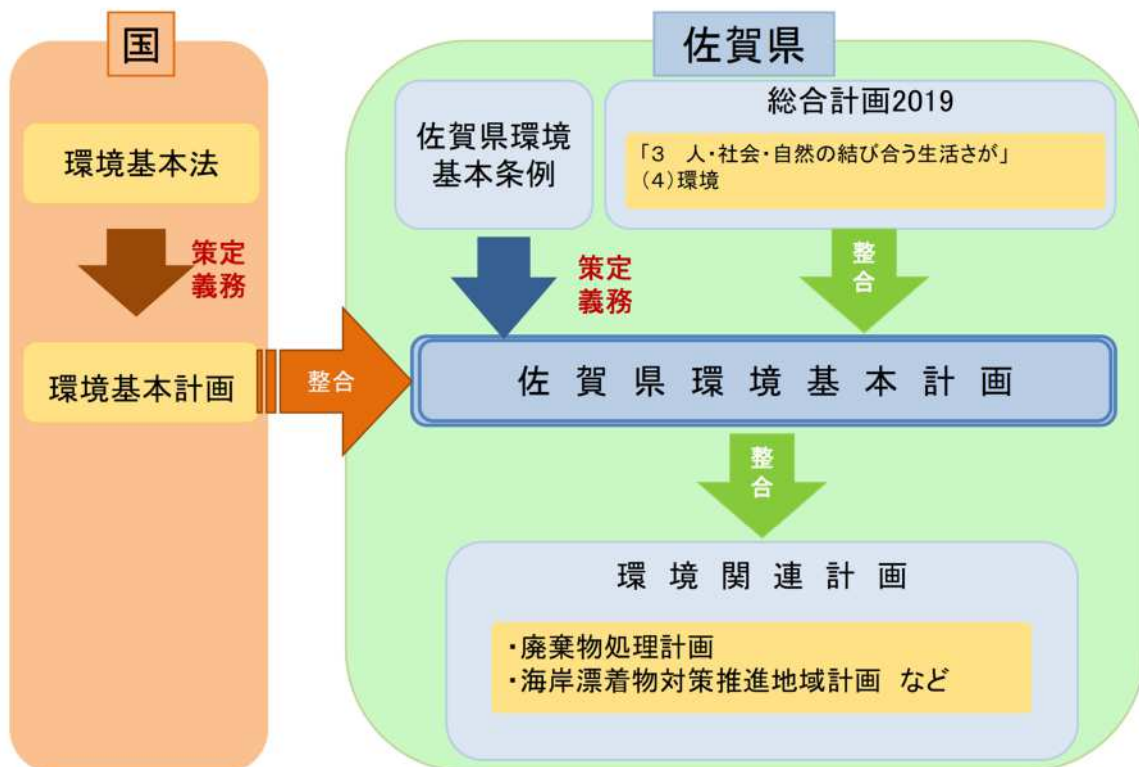 国
環境基本法
策定
義務
環境基本計画
整合
佐賀県
佐賀県環境
基本条例
総合計画2019
「3　人・社会・自然の結び合う生活さが」
(4)環境
策定
義務
整
合
佐賀県環境基本計画
整
合
環境関連計画
・廃棄物処理計画
・海岸漂着物対策推進地域計画　など